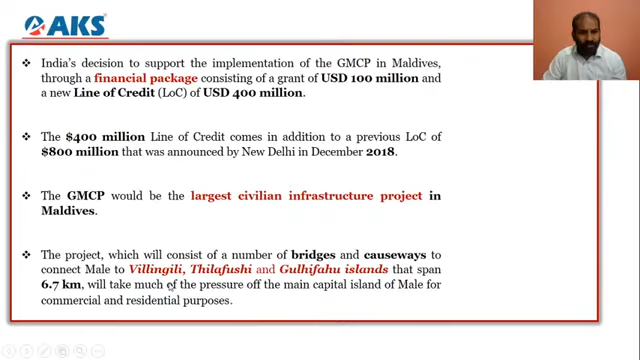 AKS
❖ India's decision to support the implementation of the GMCP in Maldives,
through a financial package consisting of a grant of USD 100 million and
a new Line of Credit (LoC) of USD 400 million.
❖ The $400 million Line of Credit comes in addition to a previous LoC of
$800 million that was announced by New Delhi in December 2018.
❖ The GMCP would be the largest civilian infrastructure project in
Maldives.
❖ The project, which will consist of a number of bridges and causeways to
connect Male to Villingili, Thilafushi and Gulhifahu islands that span
6.7 km, will take much of the pressure off the main capital island of Male for
commercial and residential purposes.